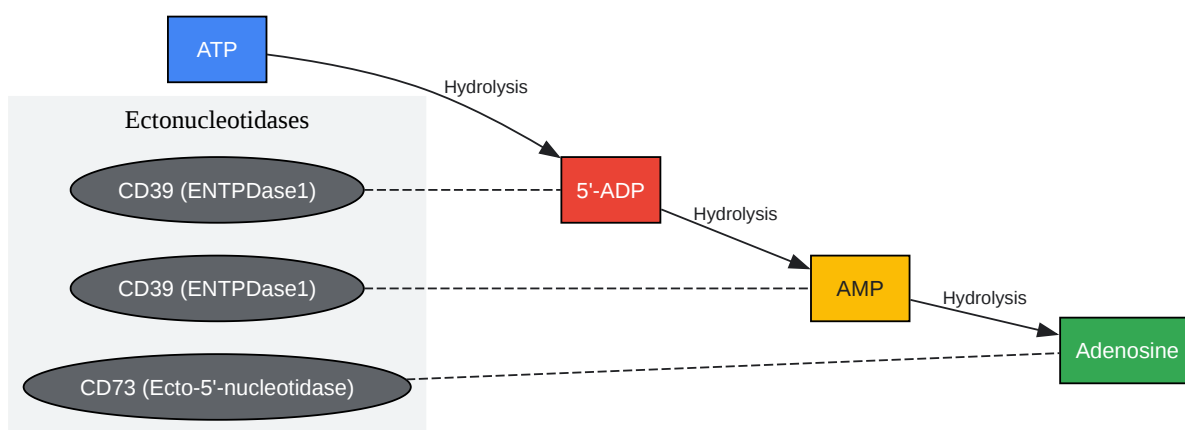 ATP
Hydrolysis
Ectonucleotidases
CD39 (ENTPDase1)
5'-ADP
Hydrolysis
CD39 (ENTPDase1)
AMP
Hydrolysis
Adenosine
CD73 (Ecto-5'-nucleotidase)